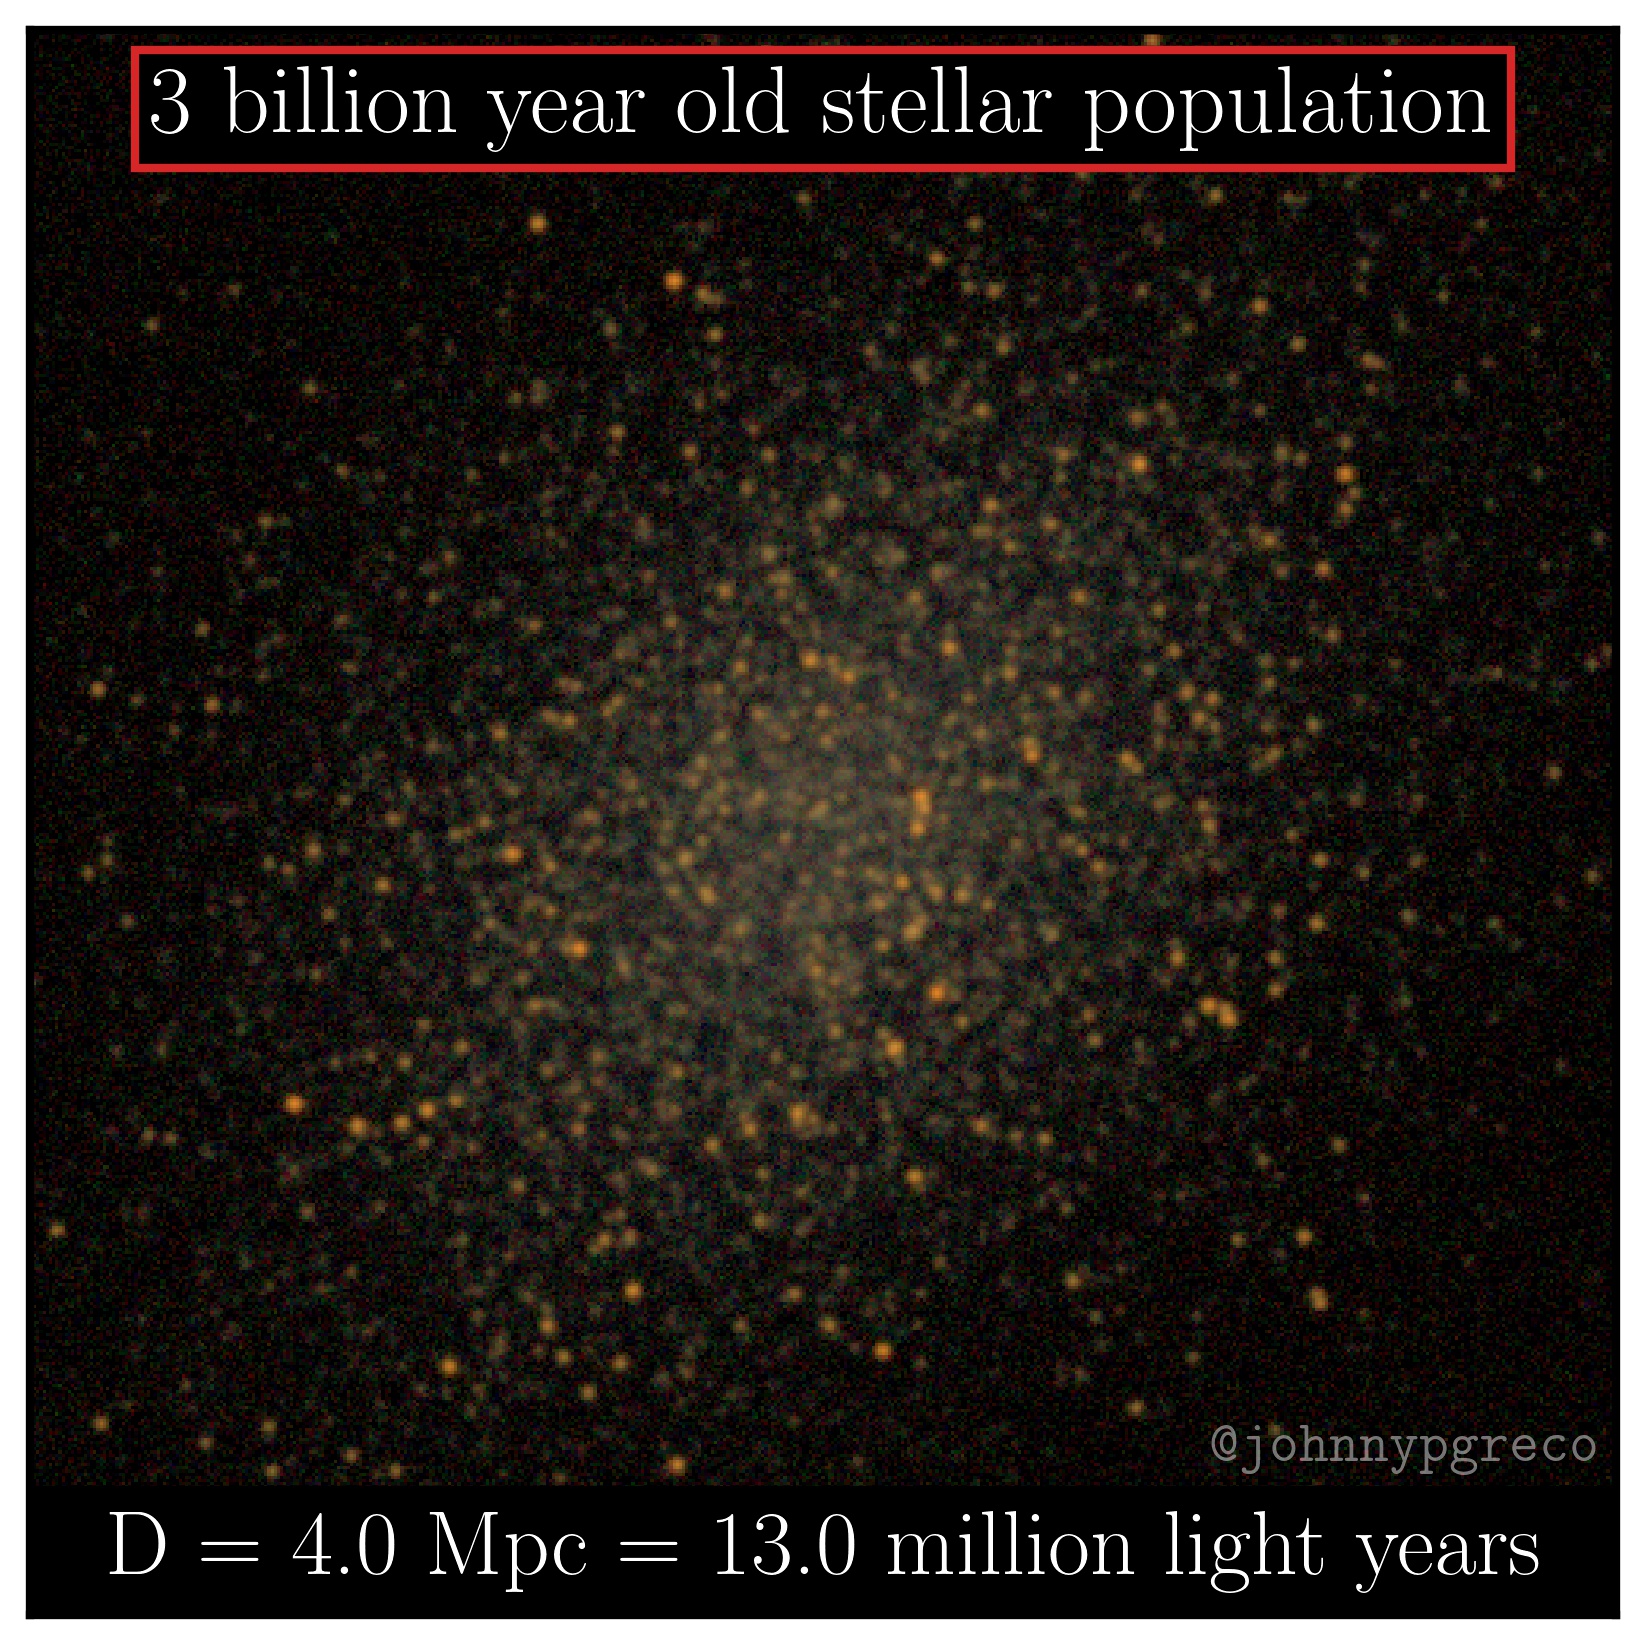 3 billion year old stellar population
@johnnypgreco
D = 4.0 Mpc = 13.0 million light years